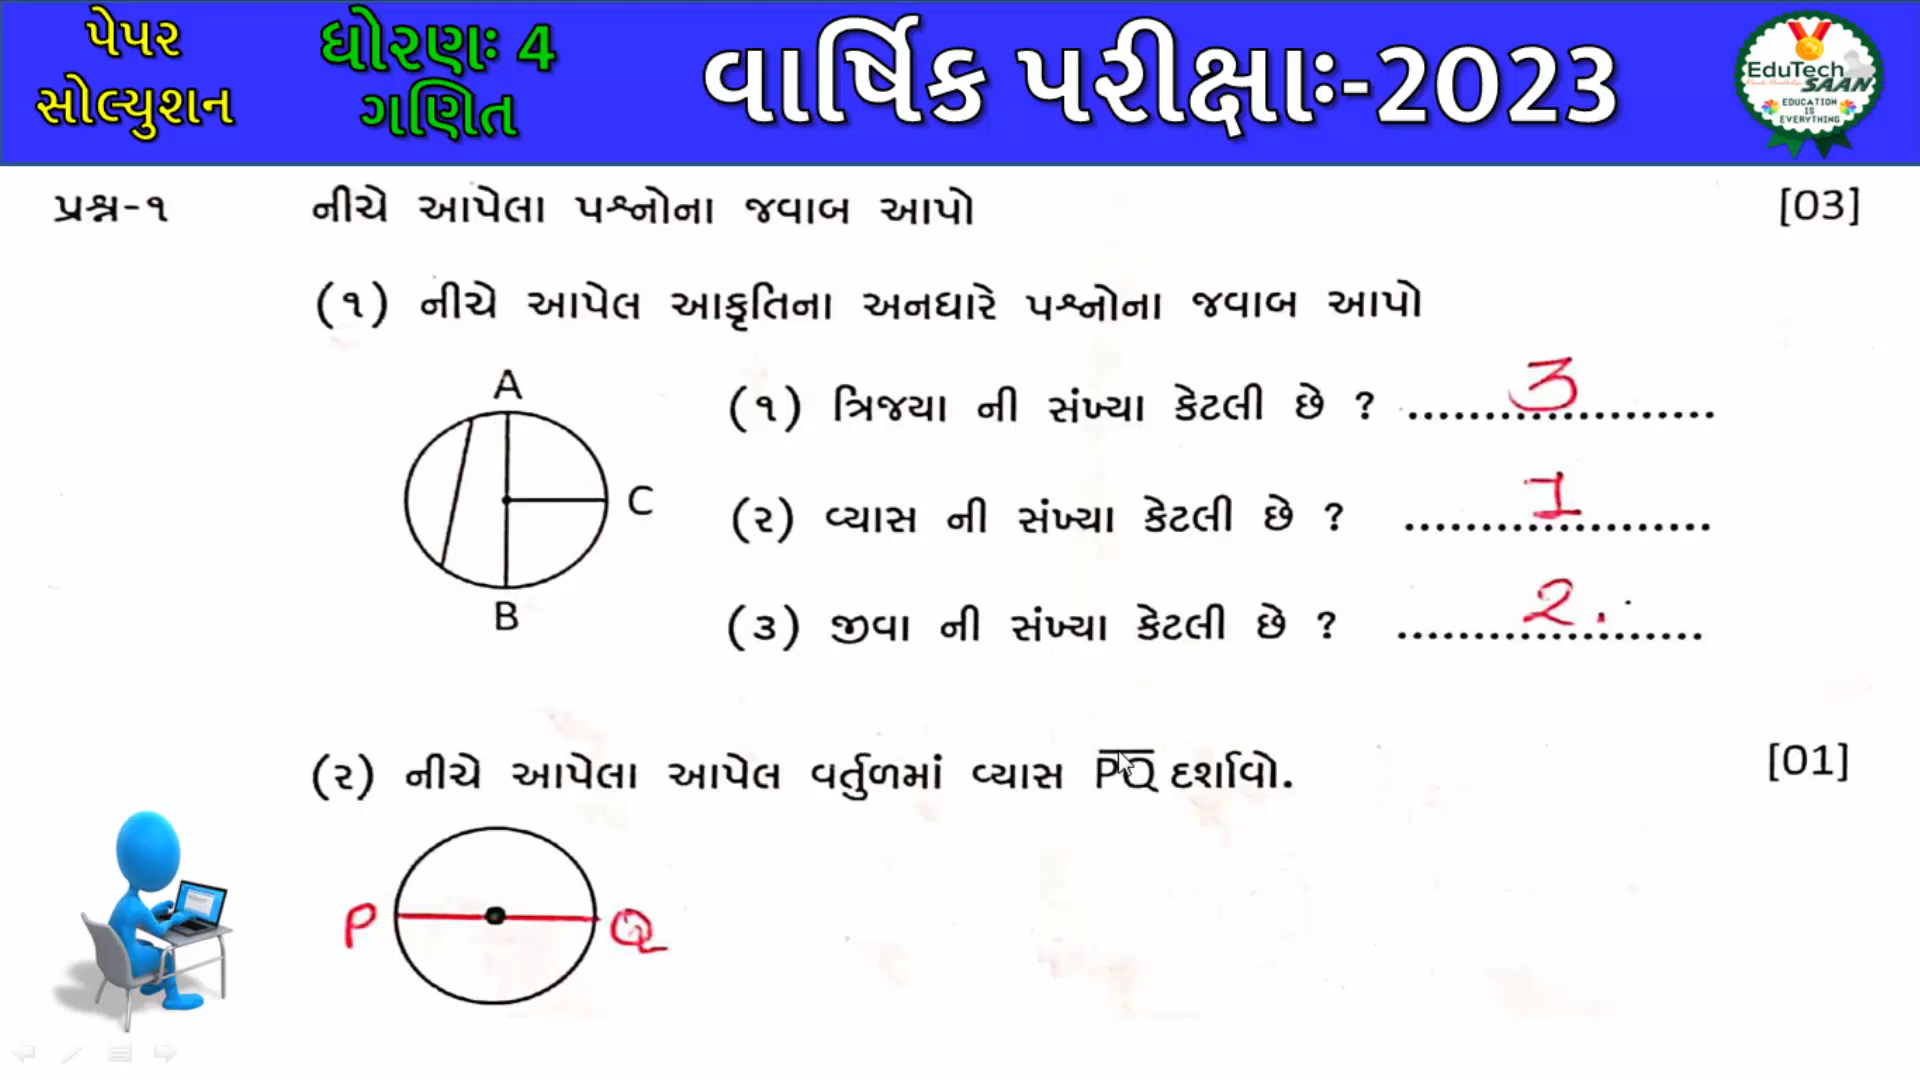 પેપર
સોલ્યુશન
ધોરણઃ 4
ગણિત
વાર્ષિક પરીક્ષાઃ-2023
EduTech
SAAN
EDUCATION
IS
EVERYTHING
પ્રશ્ન-૧ નીચે આપેલા પશ્નોના જવાબ આપો [03]
(૧) નીચે આપેલ આકૃતિના અનધારે પશ્નોના જવાબ આપો
A
C
B
(૧) ત્રિજયા ની સંખ્યા કેટલી છે ? .................... 3
(૨) વ્યાસ ની સંખ્યા કેટલી છે ? .................... 1
(૩) જીવા ની સંખ્યા કેટલી છે ? .................... 2.
(૨) નીચે આપેલા આપેલ વર્તુળમાં વ્યાસ PQ દર્શાવો. [01]
P
Q